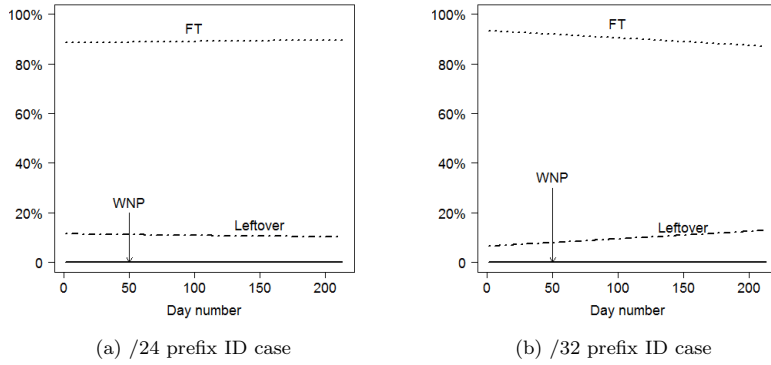 100%
FT
80%
60%
40%
WNP
20%
Leftover
0
0 50 100 150 200
Day number
(a) /24 prefix ID case
100%
FT
80%
60%
40%
WNP
20%
Leftover
0
0 50 100 150 200
Day number
(b) /32 prefix ID case